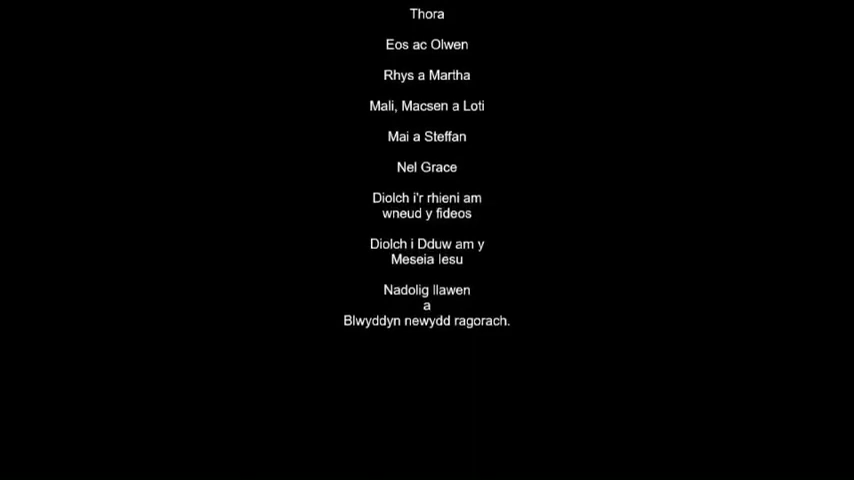 Thora
Eos ac Olwen
Rhys a Martha
Mali, Macsen a Loti
Mai a Steffan
Nel Grace
Diolch i'r rhieni am
wneud y fideos
Diolch i Dduw am y
Meseia Iesu
Nadolig llawen
a
Blwyddyn newydd ragorach.